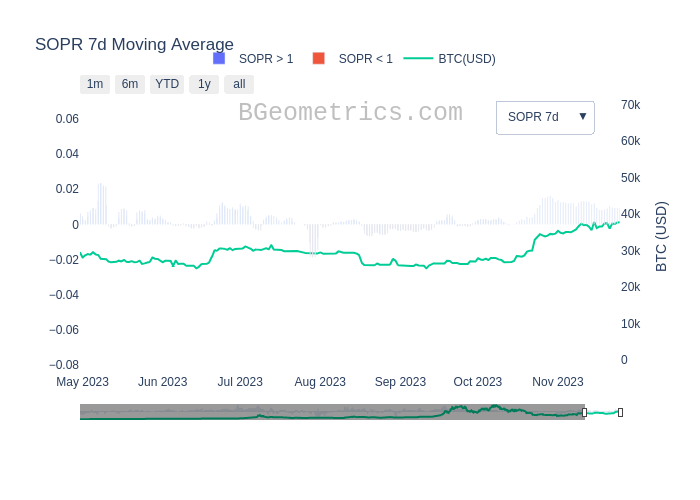 SOPR 7d Moving Average
SOPR > 1
SOPR < 1
BTC(USD)
1m 6m YTD 1y all
BGeometrics.com
SOPR 7d ▼
0.06
0.04
0.02
0
−0.02
−0.04
−0.06
−0.08
70k
60k
50k
40k
30k
20k
10k
0
BTC (USD)
May 2023 Jun 2023 Jul 2023 Aug 2023 Sep 2023 Oct 2023 Nov 2023